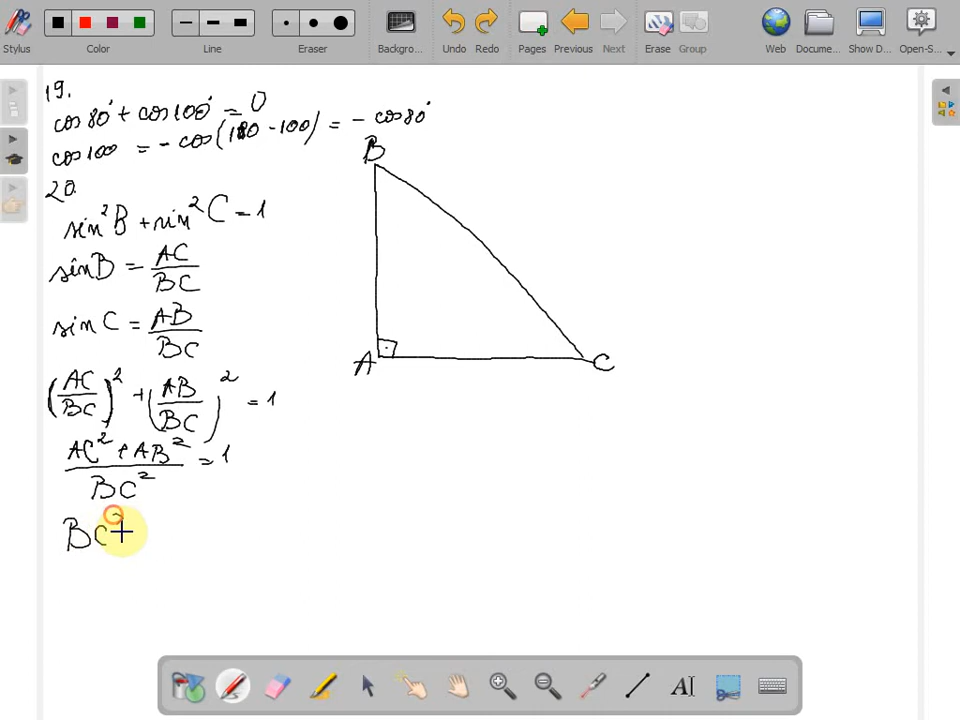 Stylus Color Line Eraser Backgro... Undo Redo Pages Previous Next Erase Group Web Docume... Show D... Open-S...
19.
cos 80° + cos 100° = 0
cos 100 = - cos(180 - 100) = - cos 80°
20.
sin² B + sin² C = 1
sin B = AC / BC
sin C = AB / BC
(AC / BC)² + (AB / BC)² = 1
AC² + AB² / BC² = 1
BC²
B
A
C